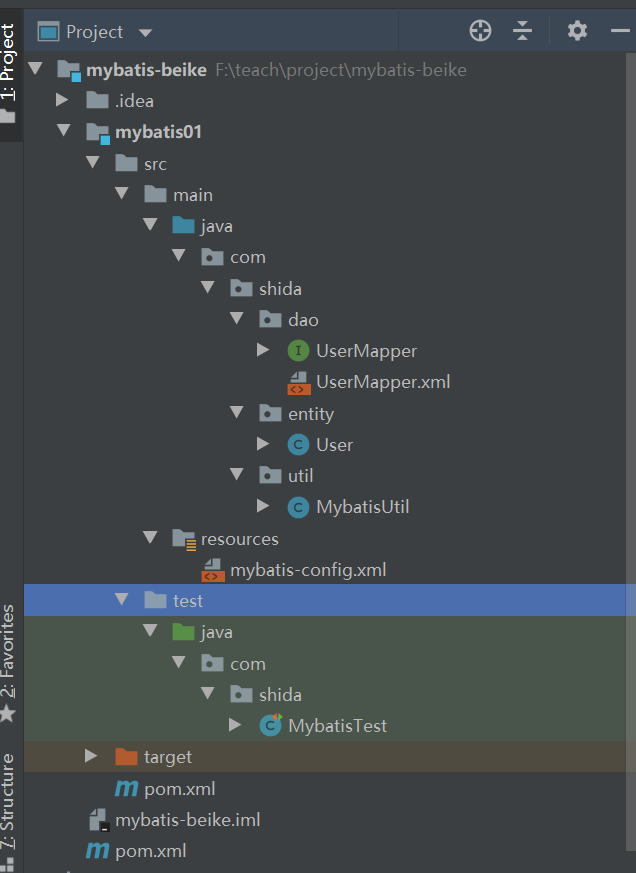 Project
mybatis-beike F:\teach\project\mybatis-beike
.idea
mybatis01
src
main
java
com
shida
dao
UserMapper
UserMapper.xml
entity
User
util
MybatisUtil
resources
mybatis-config.xml
test
java
com
shida
MybatisTest
target
pom.xml
mybatis-beike.iml
pom.xml
1: Project
2: Favorites
7: Structure